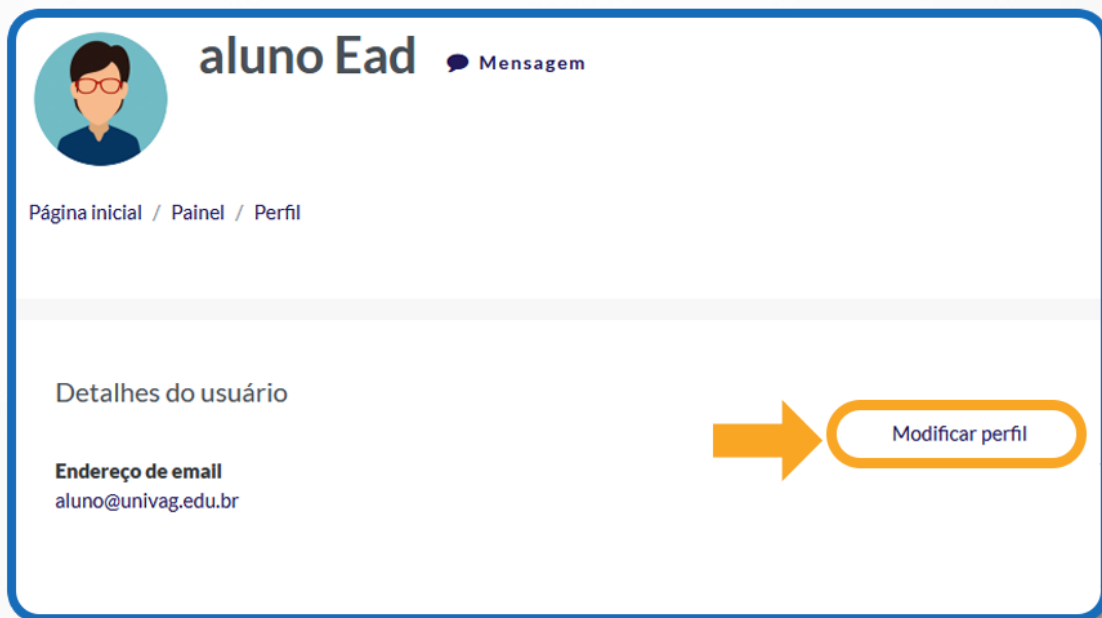 aluno Ead Mensagem
Página inicial / Painel / Perfil
Detalhes do usuário
Modificar perfil
Endereço de email
aluno@univag.edu.br